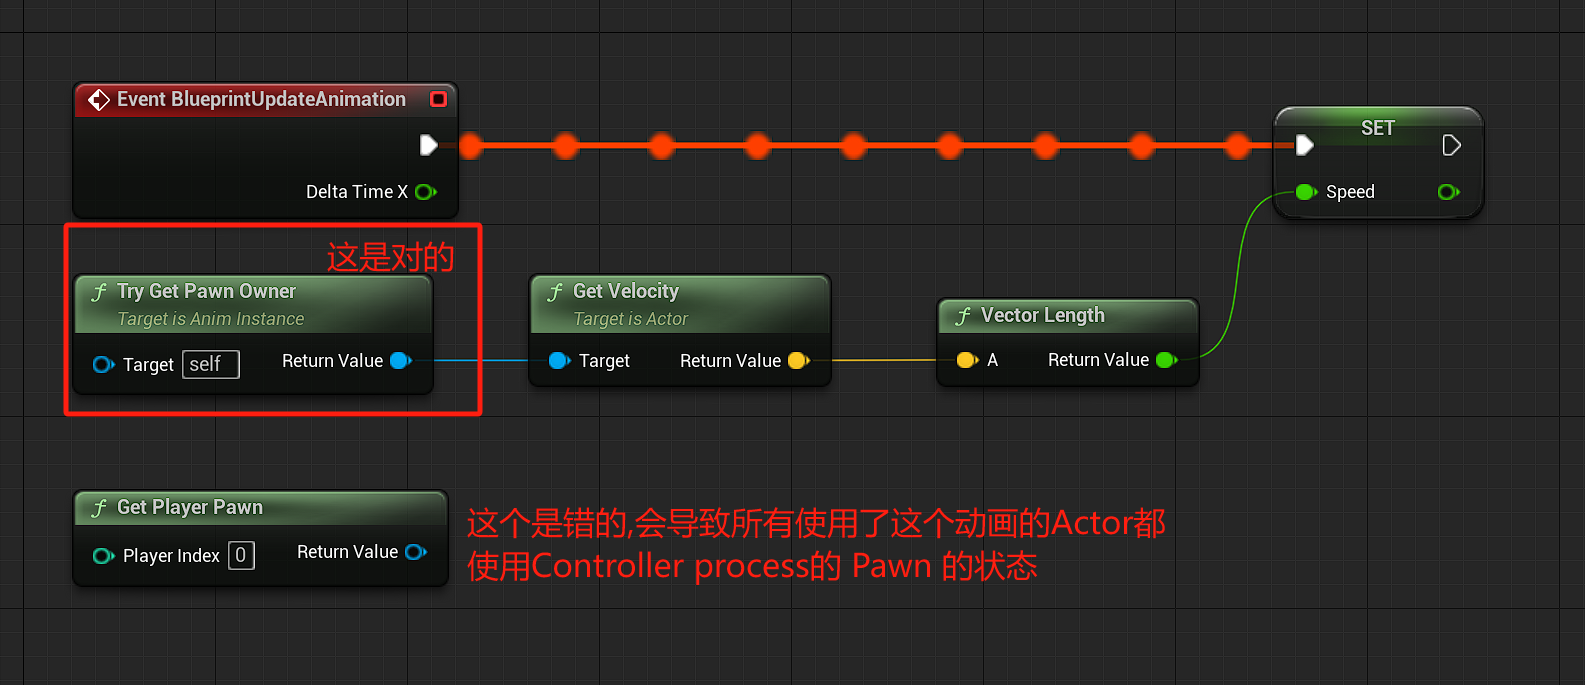 Event BlueprintUpdateAnimation
Delta Time X
SET
Speed
这是对的
Try Get Pawn Owner
Target is Anim Instance
Target self Return Value
Get Velocity
Target is Actor
Target Return Value
Vector Length
A Return Value
Get Player Pawn
Player Index 0 Return Value
这个是错的,会导致所有使用了这个动画的Actor都
使用Controller process的 Pawn 的状态